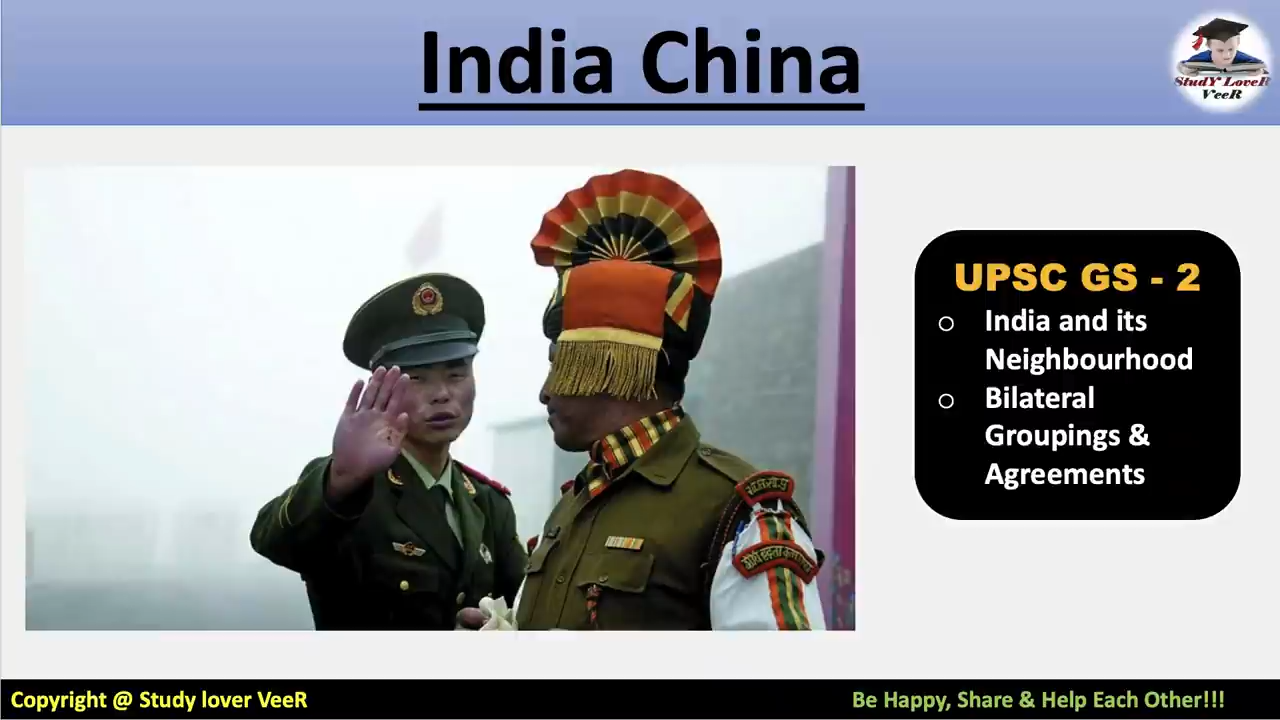 India China
StudY LoveR
VeeR
UPSC GS - 2
India and its
Neighbourhood
Bilateral
Groupings &
Agreements
Copyright @ Study lover VeeR
Be Happy, Share & Help Each Other!!!